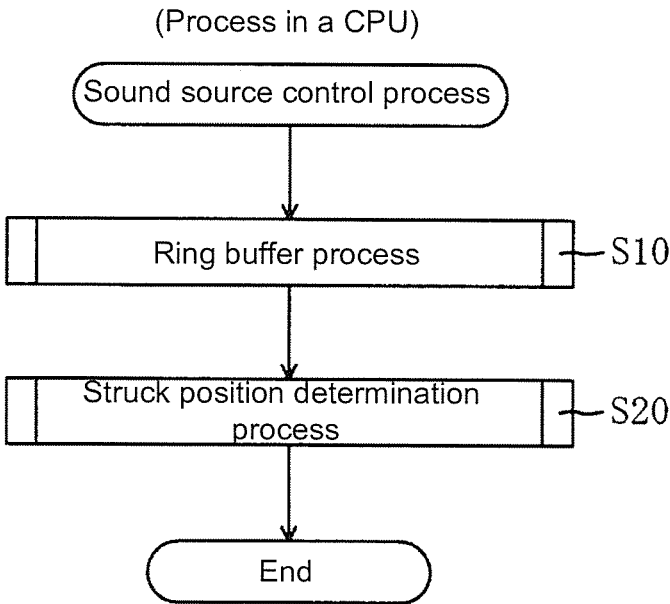 (Process in a CPU)
Sound source control process
Ring buffer process
S10
Struck position determination
process
S20
End